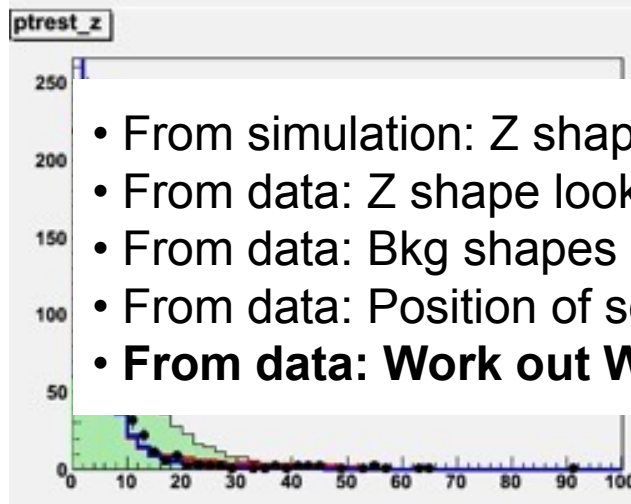 ptrest_z
250
• From simulation: Z shap
200
• From data: Z shape look
150
• From data: Bkg shapes
100
• From data: Position of s
• From data: Work out W
50
0
0 10 20 30 40 50 60 70 80 90 100